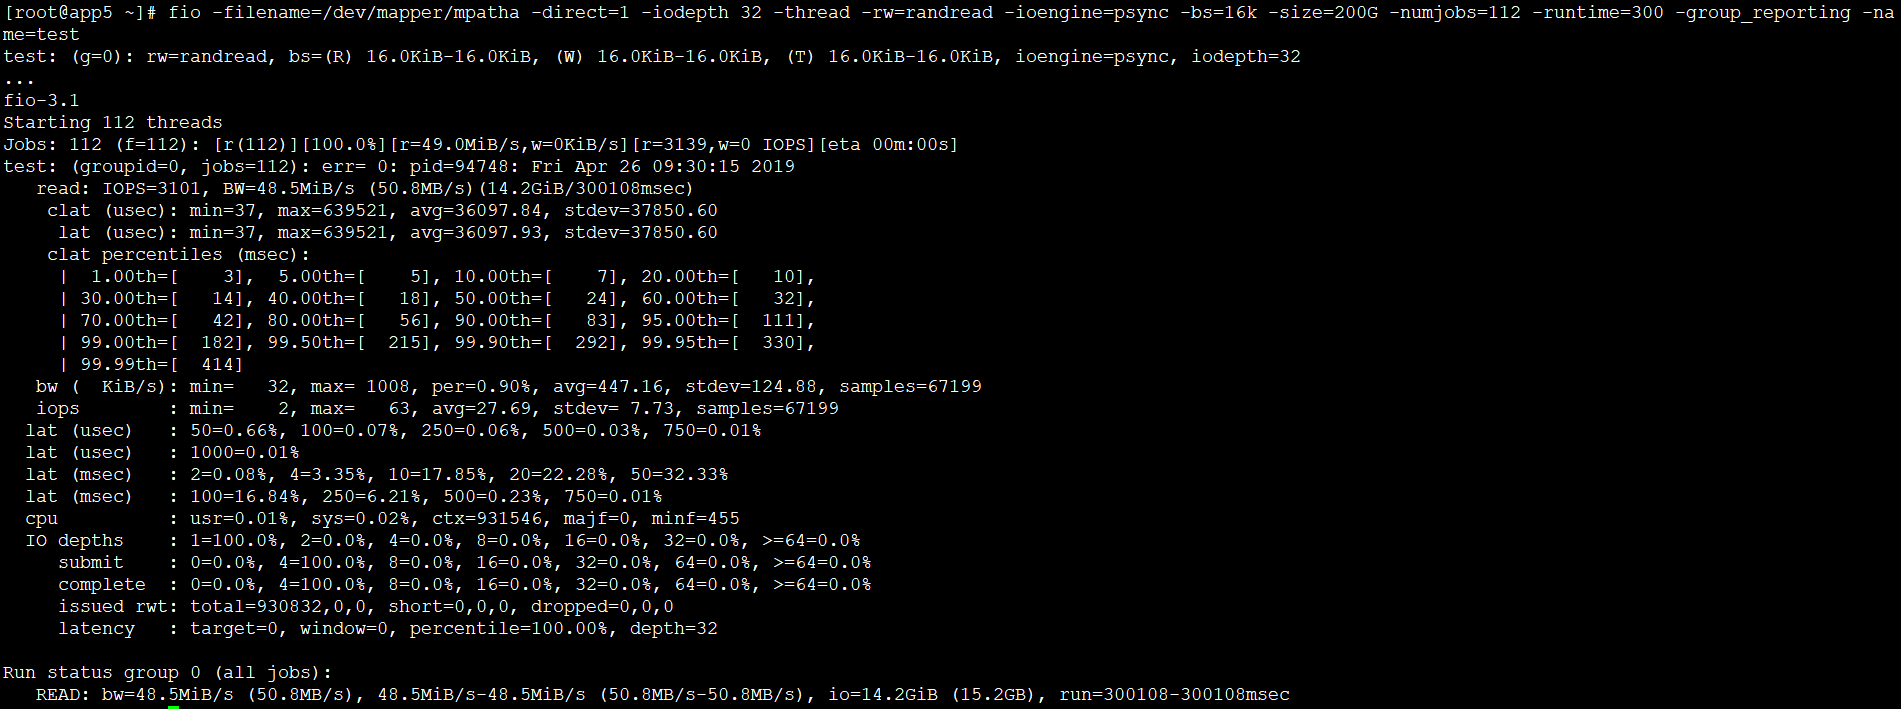 [root@app5 ~]# fio -filename=/dev/mapper/mpatha -direct=1 -iodepth 32 -thread -rw=randread -ioengine=psync -bs=16k -size=200G -numjobs=112 -runtime=300 -group_reporting -na
me=test
test: (g=0): rw=randread, bs=(R) 16.0KiB-16.0KiB, (W) 16.0KiB-16.0KiB, (T) 16.0KiB-16.0KiB, ioengine=psync, iodepth=32
...
fio-3.1
Starting 112 threads
Jobs: 112 (f=112): [r(112)][100.0%][r=49.0MiB/s,w=0KiB/s][r=3139,w=0 IOPS][eta 00m:00s]
test: (groupid=0, jobs=112): err= 0: pid=94748: Fri Apr 26 09:30:15 2019
   read: IOPS=3101, BW=48.5MiB/s (50.8MB/s)(14.2GiB/300108msec)
    clat (usec): min=37, max=639521, avg=36097.84, stdev=37850.60
     lat (usec): min=37, max=639521, avg=36097.93, stdev=37850.60
    clat percentiles (msec):
     |  1.00th=[    3],  5.00th=[    5], 10.00th=[    7], 20.00th=[   10],
     | 30.00th=[   14], 40.00th=[   18], 50.00th=[   24], 60.00th=[   32],
     | 70.00th=[   42], 80.00th=[   56], 90.00th=[   83], 95.00th=[  111],
     | 99.00th=[  182], 99.50th=[  215], 99.90th=[  292], 99.95th=[  330],
     | 99.99th=[  414]
   bw (  KiB/s): min=   32, max= 1008, per=0.90%, avg=447.16, stdev=124.88, samples=67199
   iops        : min=    2, max=   63, avg=27.69, stdev= 7.73, samples=67199
  lat (usec)   : 50=0.66%, 100=0.07%, 250=0.06%, 500=0.03%, 750=0.01%
  lat (usec)   : 1000=0.01%
  lat (msec)   : 2=0.08%, 4=3.35%, 10=17.85%, 20=22.28%, 50=32.33%
  lat (msec)   : 100=16.84%, 250=6.21%, 500=0.23%, 750=0.01%
  cpu          : usr=0.01%, sys=0.02%, ctx=931546, majf=0, minf=455
  IO depths    : 1=100.0%, 2=0.0%, 4=0.0%, 8=0.0%, 16=0.0%, 32=0.0%, >=64=0.0%
     submit    : 0=0.0%, 4=100.0%, 8=0.0%, 16=0.0%, 32=0.0%, 64=0.0%, >=64=0.0%
     complete  : 0=0.0%, 4=100.0%, 8=0.0%, 16=0.0%, 32=0.0%, 64=0.0%, >=64=0.0%
     issued rwt: total=930832,0,0, short=0,0,0, dropped=0,0,0
     latency   : target=0, window=0, percentile=100.00%, depth=32

Run status group 0 (all jobs):
   READ: bw=48.5MiB/s (50.8MB/s), 48.5MiB/s-48.5MiB/s (50.8MB/s-50.8MB/s), io=14.2GiB (15.2GB), run=300108-300108msec